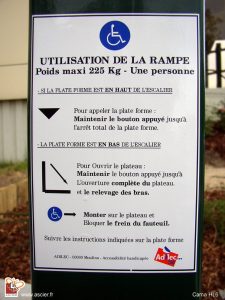 UTILISATION DE LA RAMPE
Poids maxi 225 Kg - Une personne
- SI LA PLATE FORME EST EN HAUT DE L'ESCALIER
Pour appeler la plate forme :
Maintenir le bouton appuyé jusqu'à
l'arrêt total de la plate forme.
- LA PLATE FORME EST EN BAS DE L'ESCALIER
Pour Ouvrir le plateau :
Maintenir le bouton appuyé jusqu'à
L'ouverture complète du plateau
et le relevage des bras.
Monter sur le plateau et
Bloquer le frein du fauteuil.
Suivre les instructions indiquées sur la plate forme
Accessibilité handicapés
Ad lec
www.ascier.fr